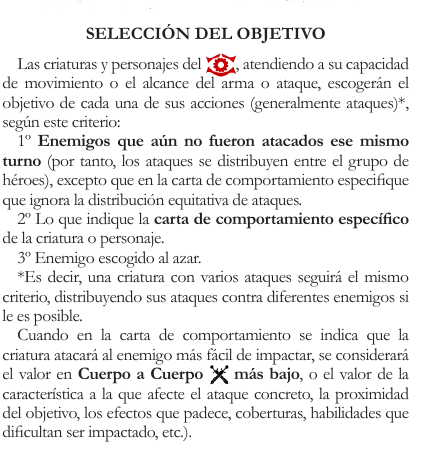 SELECCIÓN DEL OBJETIVO
Las criaturas y personajes del , atendiendo a su capacidad
de movimiento o el alcance del arma o ataque, escogerán el
objetivo de cada una de sus acciones (generalmente ataques)*,
según este criterio:
1º Enemigos que aún no fueron atacados ese mismo
turno (por tanto, los ataques se distribuyen entre el grupo de
héroes), excepto que en la carta de comportamiento especifique
que ignora la distribución equitativa de ataques.
2º Lo que indique la carta de comportamiento específico
de la criatura o personaje.
3º Enemigo escogido al azar.
*Es decir, una criatura con varios ataques seguirá el mismo
criterio, distribuyendo sus ataques contra diferentes enemigos si
le es posible.
Cuando en la carta de comportamiento se indica que la
criatura atacará al enemigo más fácil de impactar, se considerará
el valor en Cuerpo a Cuerpo más bajo, o el valor de la
característica a la que afecte el ataque concreto, la proximidad
del objetivo, los efectos que padece, coberturas, habilidades que
dificultan ser impactado, etc.).